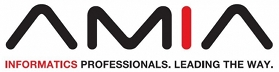 AMIA
INFORMATICS PROFESSIONALS. LEADING THE WAY.